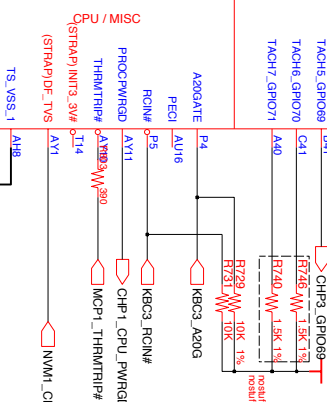 CPU / MISC
TACH5_GPIO69
TACH6_GPIO70
C41
TACH7_GPIO71
A40
A20GATE
P4
PECI
AU16
RCIN#
P5
PROCPWRGD
AY11
THRMTRIP#
390
(STRAP) INIT3_3V#
T14
(STRAP) DF_TVS
AY1
TS_VSS_1
AH8
R746
1.5K 1%
R740
1.5K 1%
R729
10K 1%
R731
10K
CHP3_GPIO69
KBC3_A20G
KBC3_RCIN#
CHP1_CPU_PWRGD
MCP1_THRMTRIP#